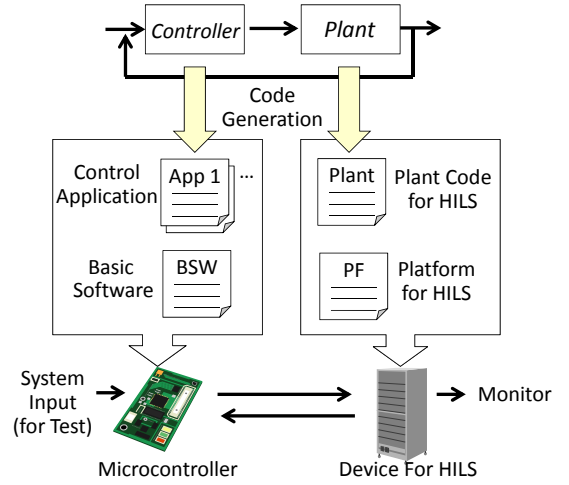 Controller
Plant
Code
Generation
Control
Application
App 1
...
Plant
Plant Code
for HILS
Basic
Software
BSW
PF
Platform
for HILS
System
Input
(for Test)
Monitor
Microcontroller
Device For HILS